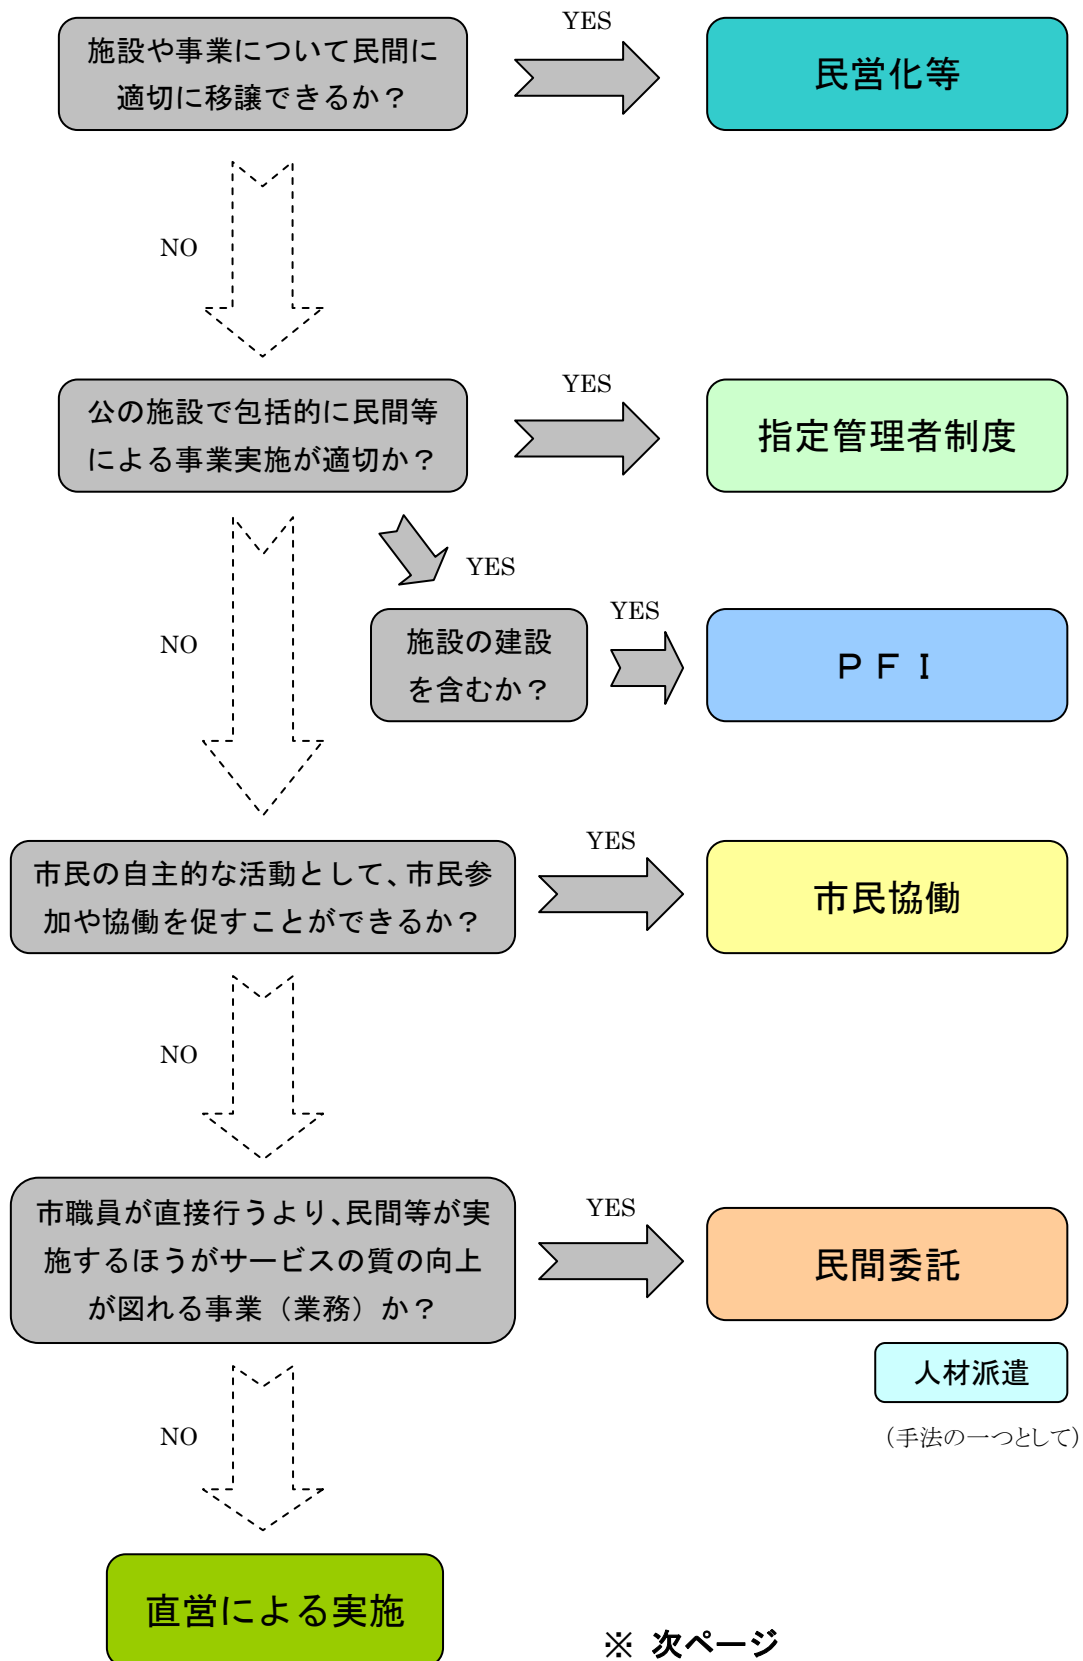 施設や事業について民間に
適切に移譲できるか？
YES
民営化等
NO
公の施設で包括的に民間等
による事業実施が適切か？
YES
指定管理者制度
YES
施設の建設
を含むか？
YES
ＰＦＩ
NO
市民の自主的な活動として、市民参
加や協働を促すことができるか？
YES
市民協働
NO
市職員が直接行うより、民間等が実
施するほうがサービスの質の向上
が図れる事業（業務）か？
YES
民間委託
人材派遣
（手法の一つとして）
NO
直営による実施
※ 次ページ